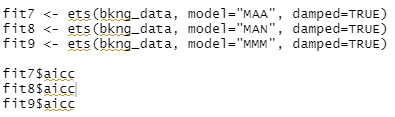 fit7 <- ets(bkng_data, model="MAA", damped=TRUE)
fit8 <- ets(bkng_data, model="MAN", damped=TRUE)
fit9 <- ets(bkng_data, model="MMM", damped=TRUE)
fit7$aicc
fit8$aicc
fit9$aicc